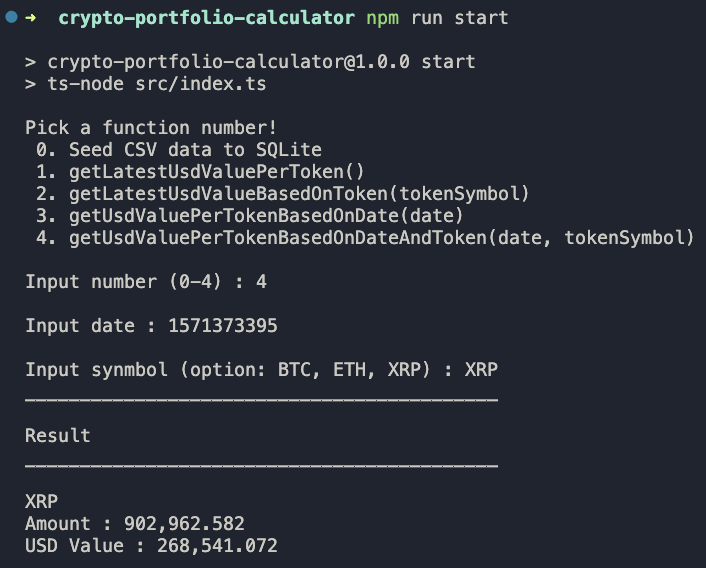 ➜ crypto-portfolio-calculator npm run start
> crypto-portfolio-calculator@1.0.0 start
> ts-node src/index.ts
Pick a function number!
0. Seed CSV data to SQLite
1. getLatestUsdValuePerToken()
2. getLatestUsdValueBasedOnToken(tokenSymbol)
3. getUsdValuePerTokenBasedOnDate(date)
4. getUsdValuePerTokenBasedOnDateAndToken(date, tokenSymbol)
Input number (0-4) : 4
Input date : 1571373395
Input synmbol (option: BTC, ETH, XRP) : XRP
Result
XRP
Amount : 902,962.582
USD Value : 268,541.072